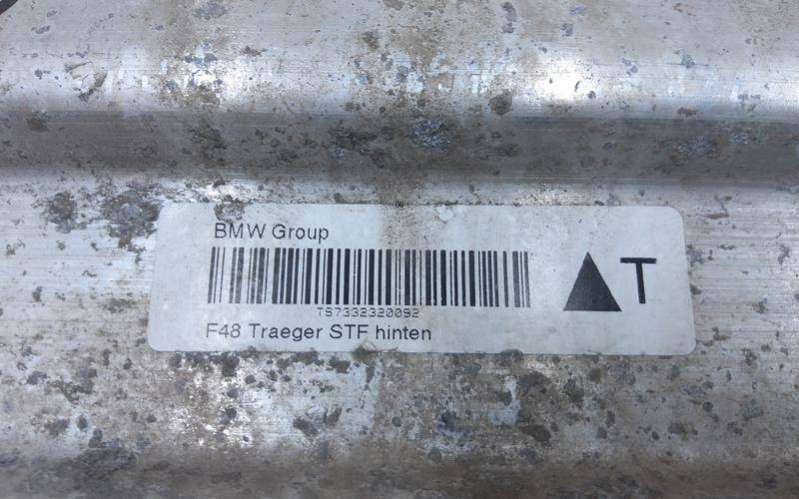 BMW Group
T
TS7332320092
F48 Traeger STF hinten